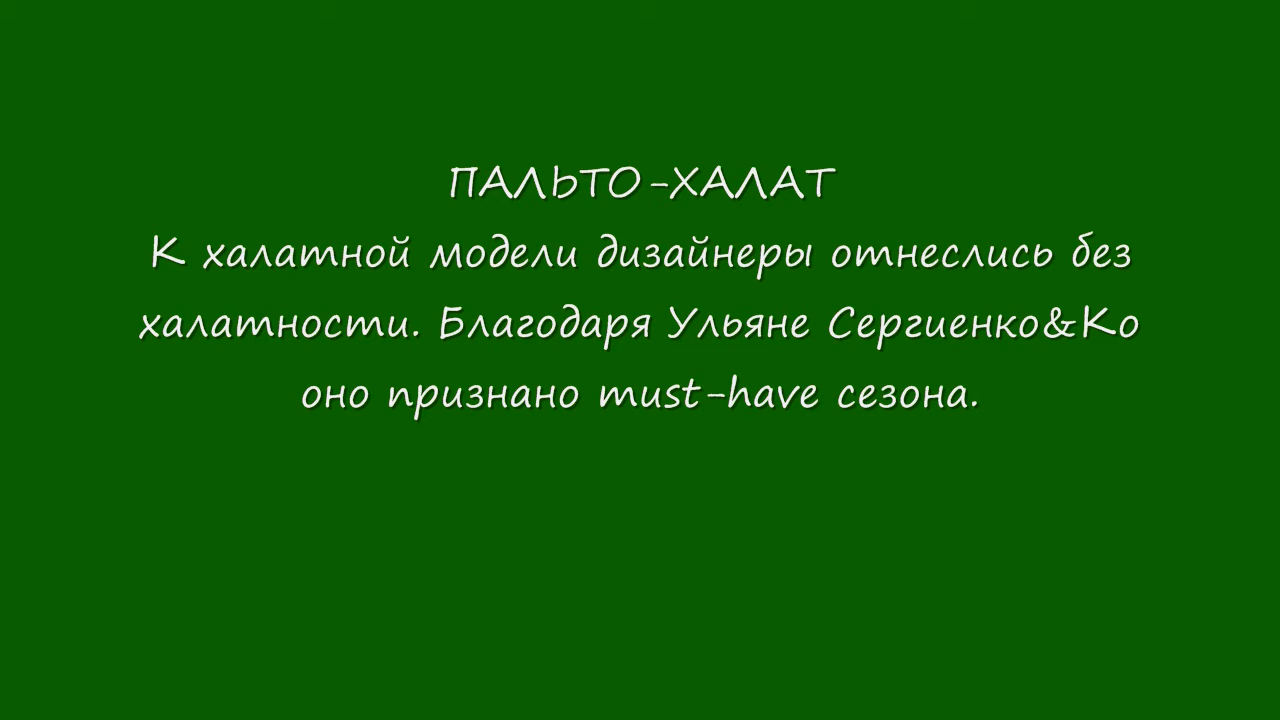 ПАЛЬТО-ХАЛАТ
К халатной модели дизайнеры отнеслись без
халатности. Благодаря Ульяне Сергиенко&Ко
оно признано must-have сезона.